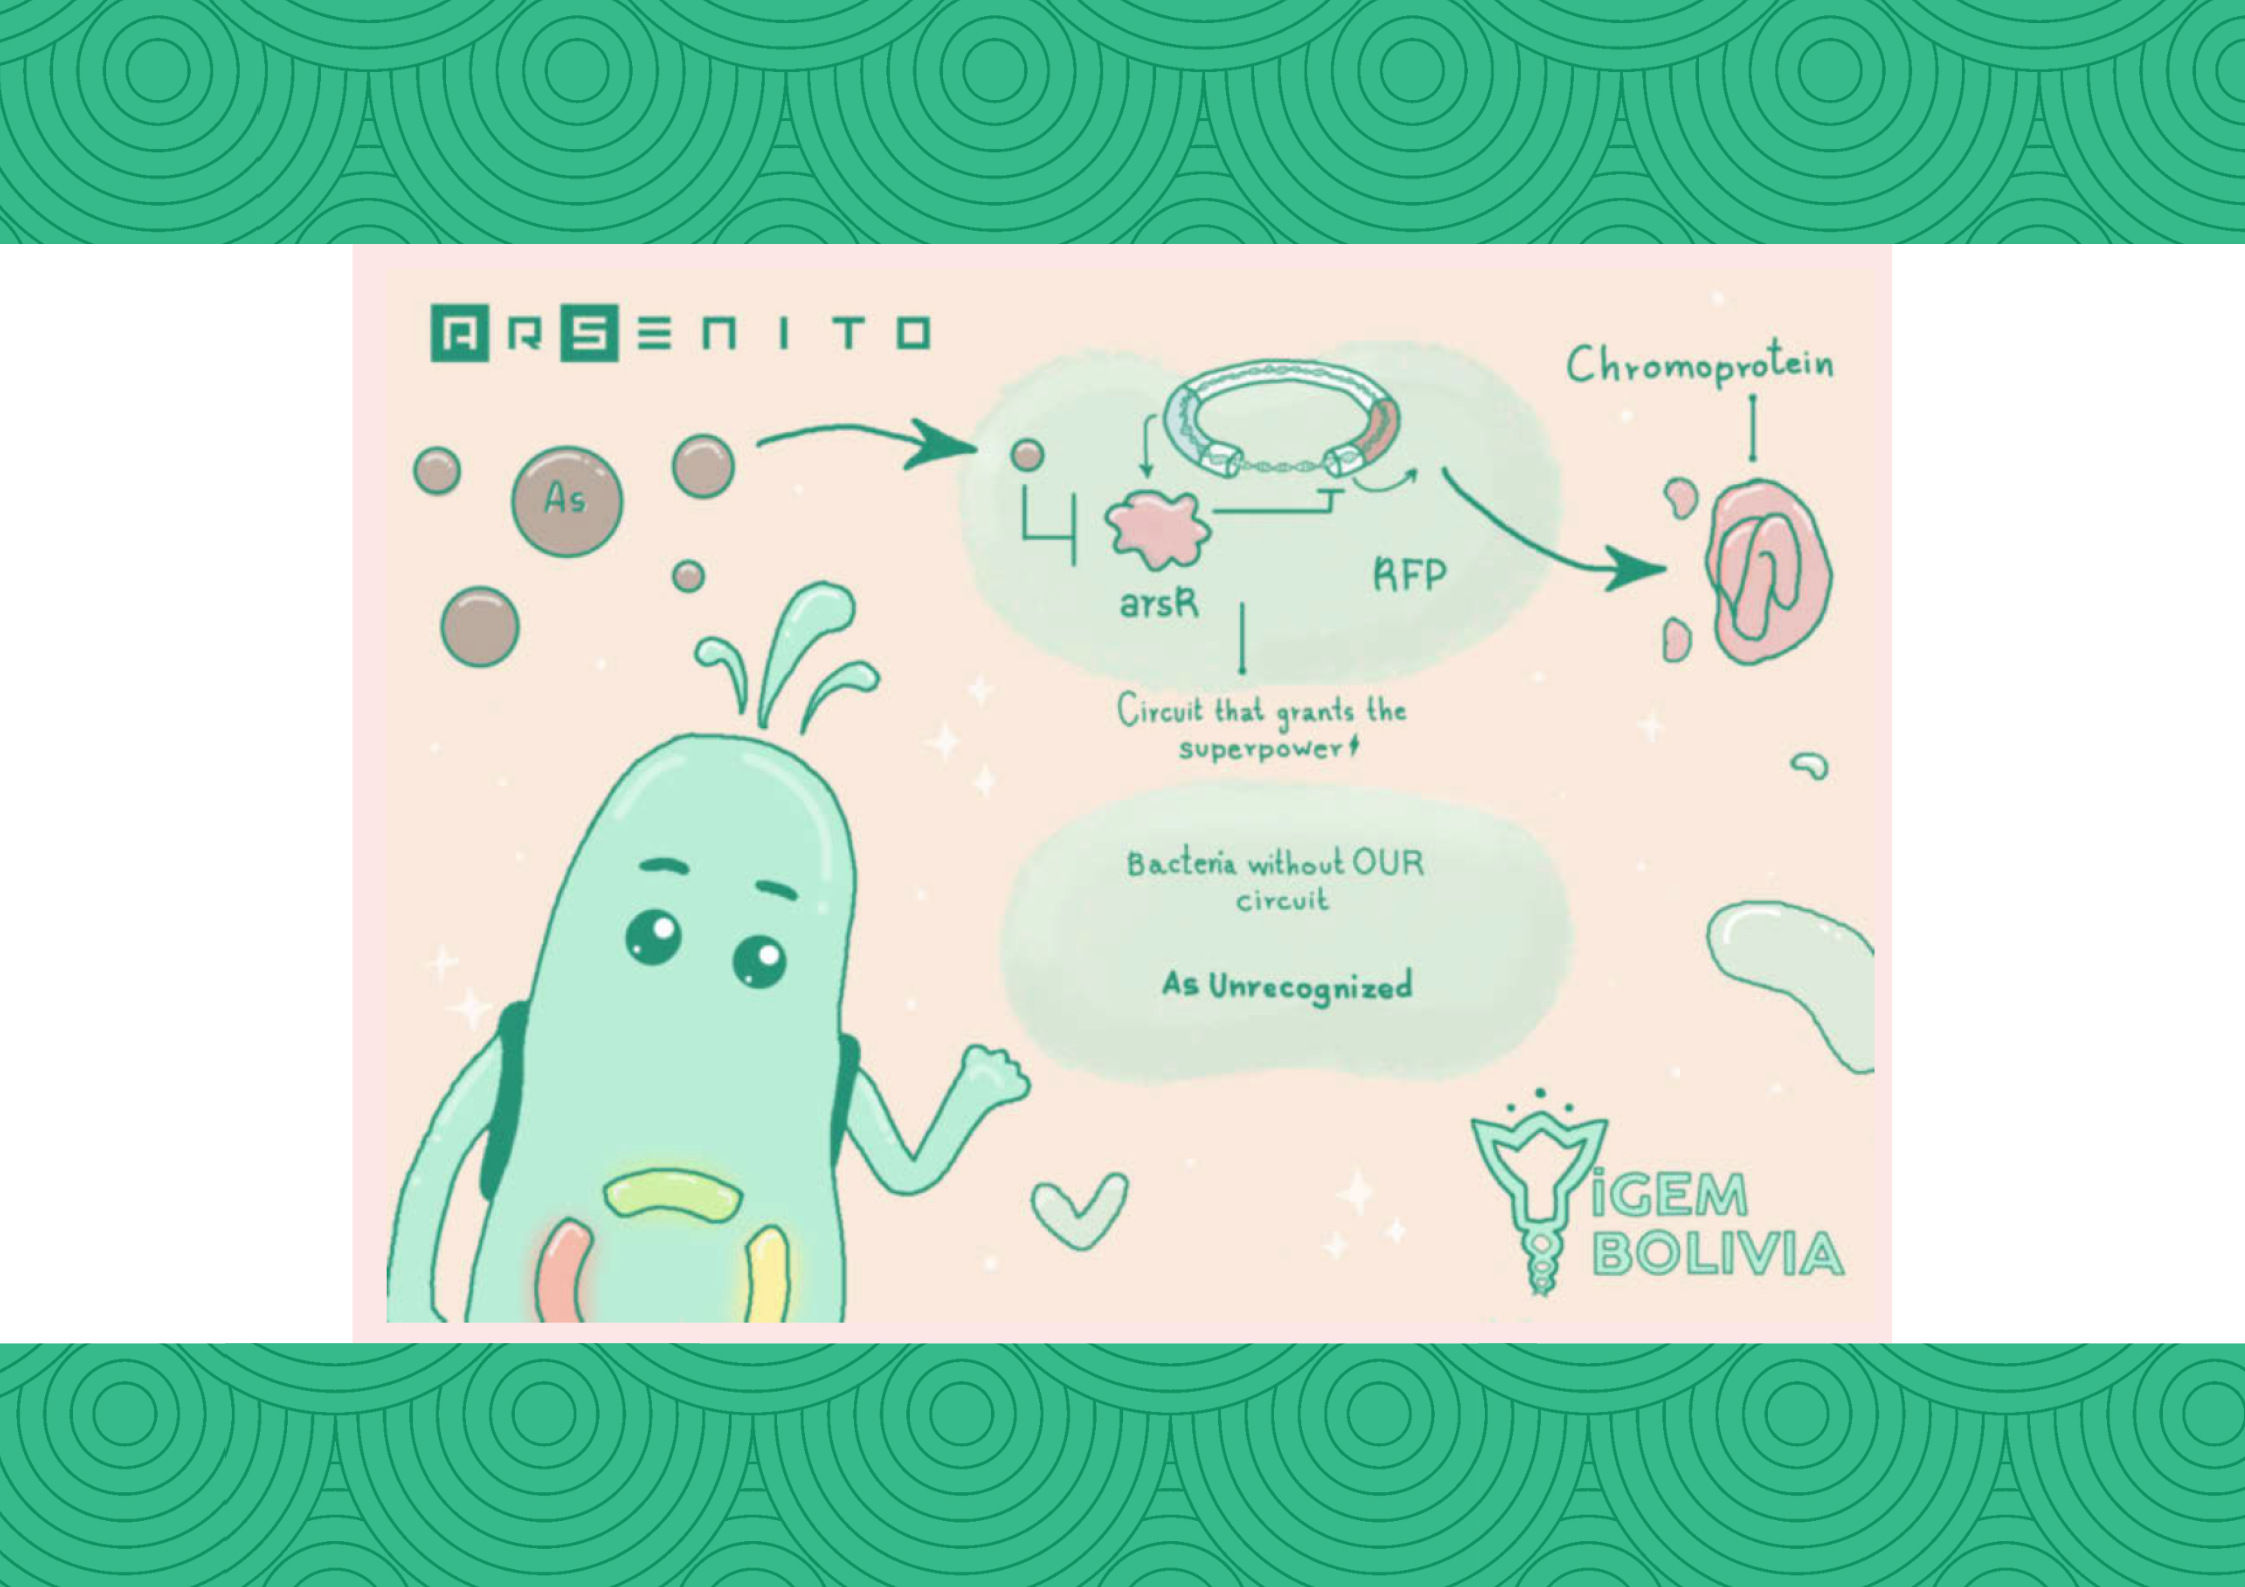 ARSENITO
Chromoprotein
As
RFP
arsR
Circuit that grants the
superpower
Bacteria without OUR
circuit
As Unrecognized
iGEM
BOLIVIA